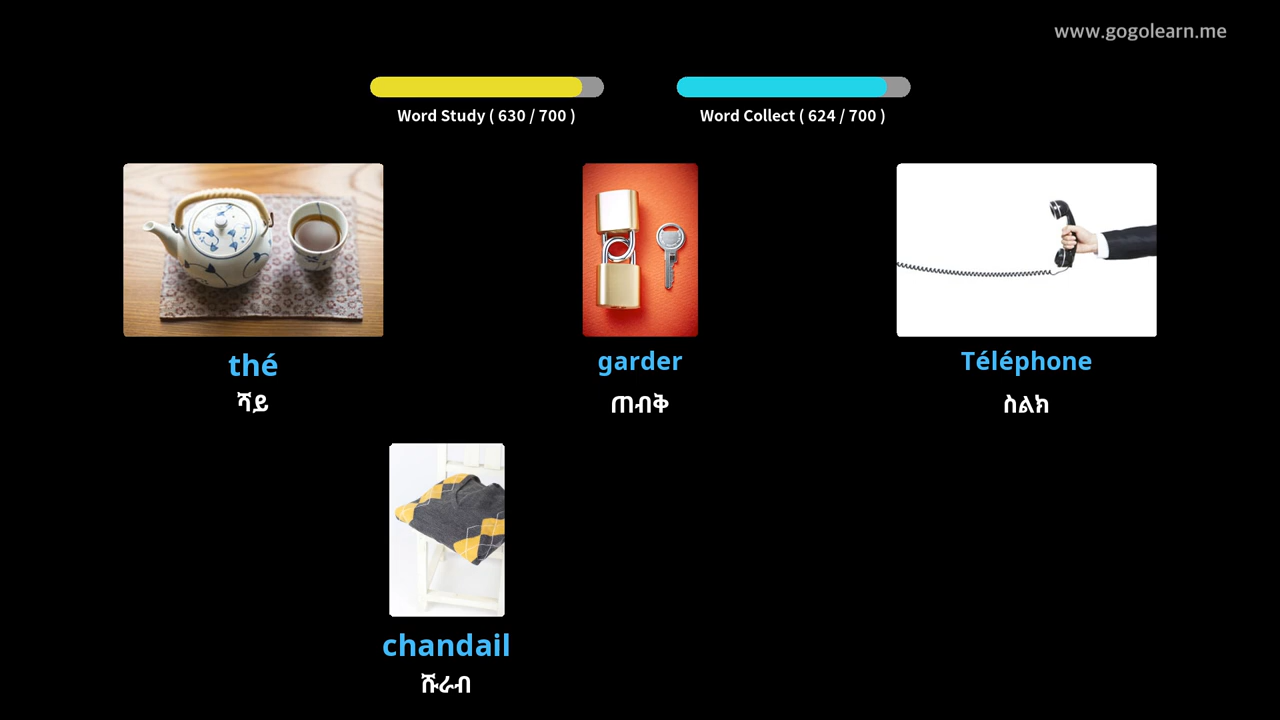 www.gogolearn.me
Word Study ( 630 / 700 )
Word Collect ( 624 / 700 )
thé
ሻይ
garder
ጠብቅ
Téléphone
ስልክ
chandail
ሹራብ